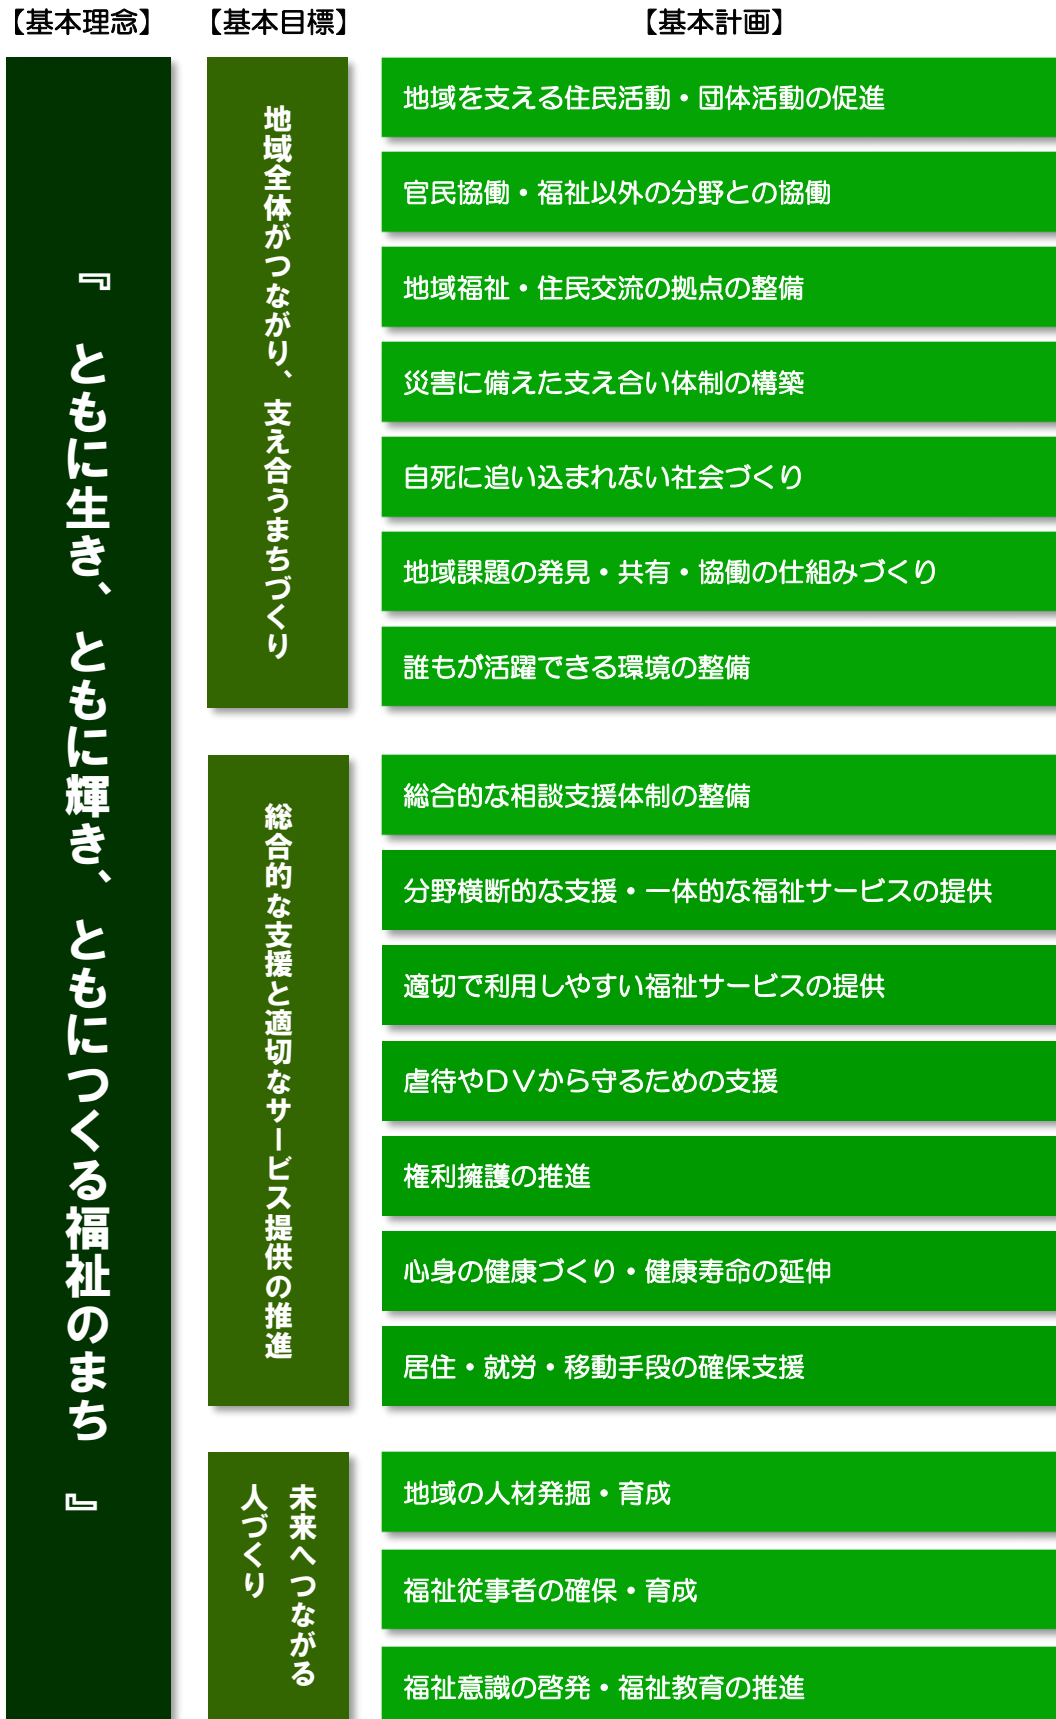 【基本理念】
【基本目標】
【基本計画】
『 ともに生き、ともに輝き、ともにつくる福祉のまち 』
地域全体がつながり、支え合うまちづくり
地域を支える住民活動・団体活動の促進
官民協働・福祉以外の分野との協働
地域福祉・住民交流の拠点の整備
災害に備えた支え合い体制の構築
自死に追い込まれない社会づくり
地域課題の発見・共有・協働の仕組みづくり
誰もが活躍できる環境の整備
総合的な支援と適切なサービス提供の推進
総合的な相談支援体制の整備
分野横断的な支援・一体的な福祉サービスの提供
適切で利用しやすい福祉サービスの提供
虐待やＤＶから守るための支援
権利擁護の推進
心身の健康づくり・健康寿命の延伸
居住・就労・移動手段の確保支援
未来へつながる
人づくり
地域の人材発掘・育成
福祉従事者の確保・育成
福祉意識の啓発・福祉教育の推進